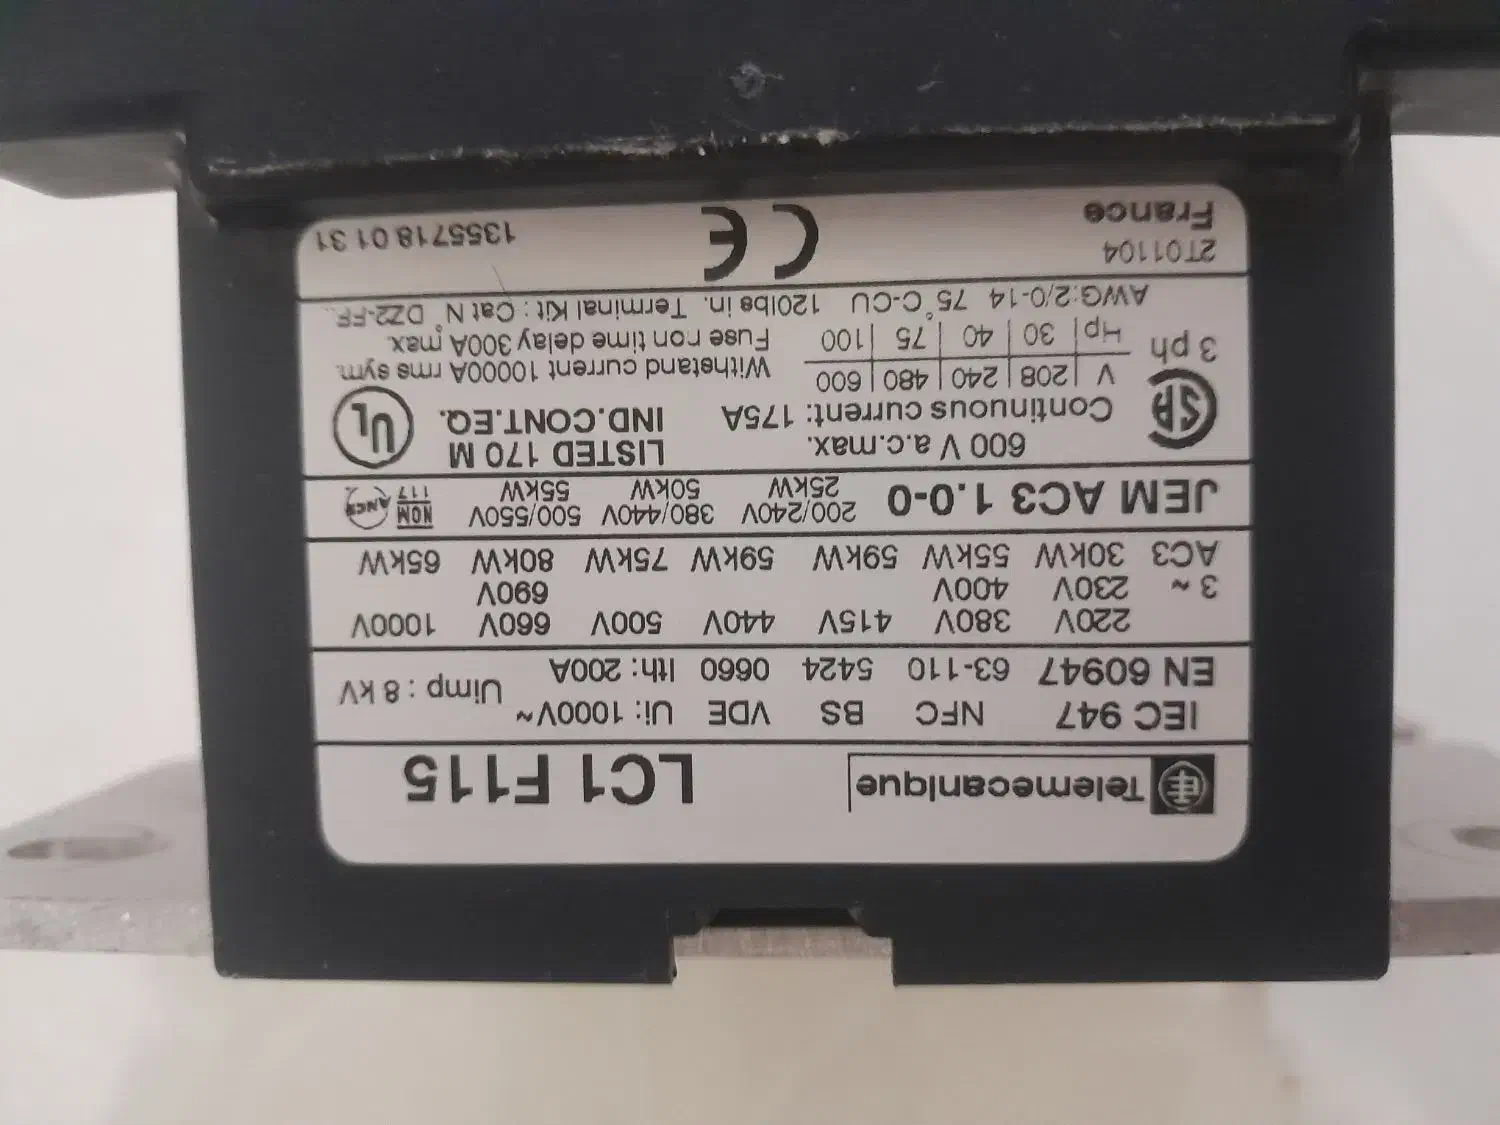 Telemecanique LC1 F115
IEC 947 NFC BS VDE Ui: 1000V~
EN 60947 63-110 5424 0660 Ith: 200A Uimp: 8 kV
220V 380V 415V 440V 500V 660V 1000V
3 ~ 230V 400V 690V
AC3 30kW 55kW 59kW 59kW 75kW 80kW 65kW
JEM AC3 1.0-0 200/240V 380/440V 500/550V
25kW 50kW 55kW
NOM
117
ANCE
600 V a.c.max. LISTED 170 M
Continuous current: 175A IND.CONT.EQ.
SA
UL
V 208 240 480 600 Withstand current 10000A rms sym.
3 ph Hp 30 40 75 100 Fuse ron time delay 300A max
AWG:2/0-14 75°C-CU 120lbs in. Terminal Kit : Cat N° DZ2-FF..
2T01104
France CE 1355718 01 31